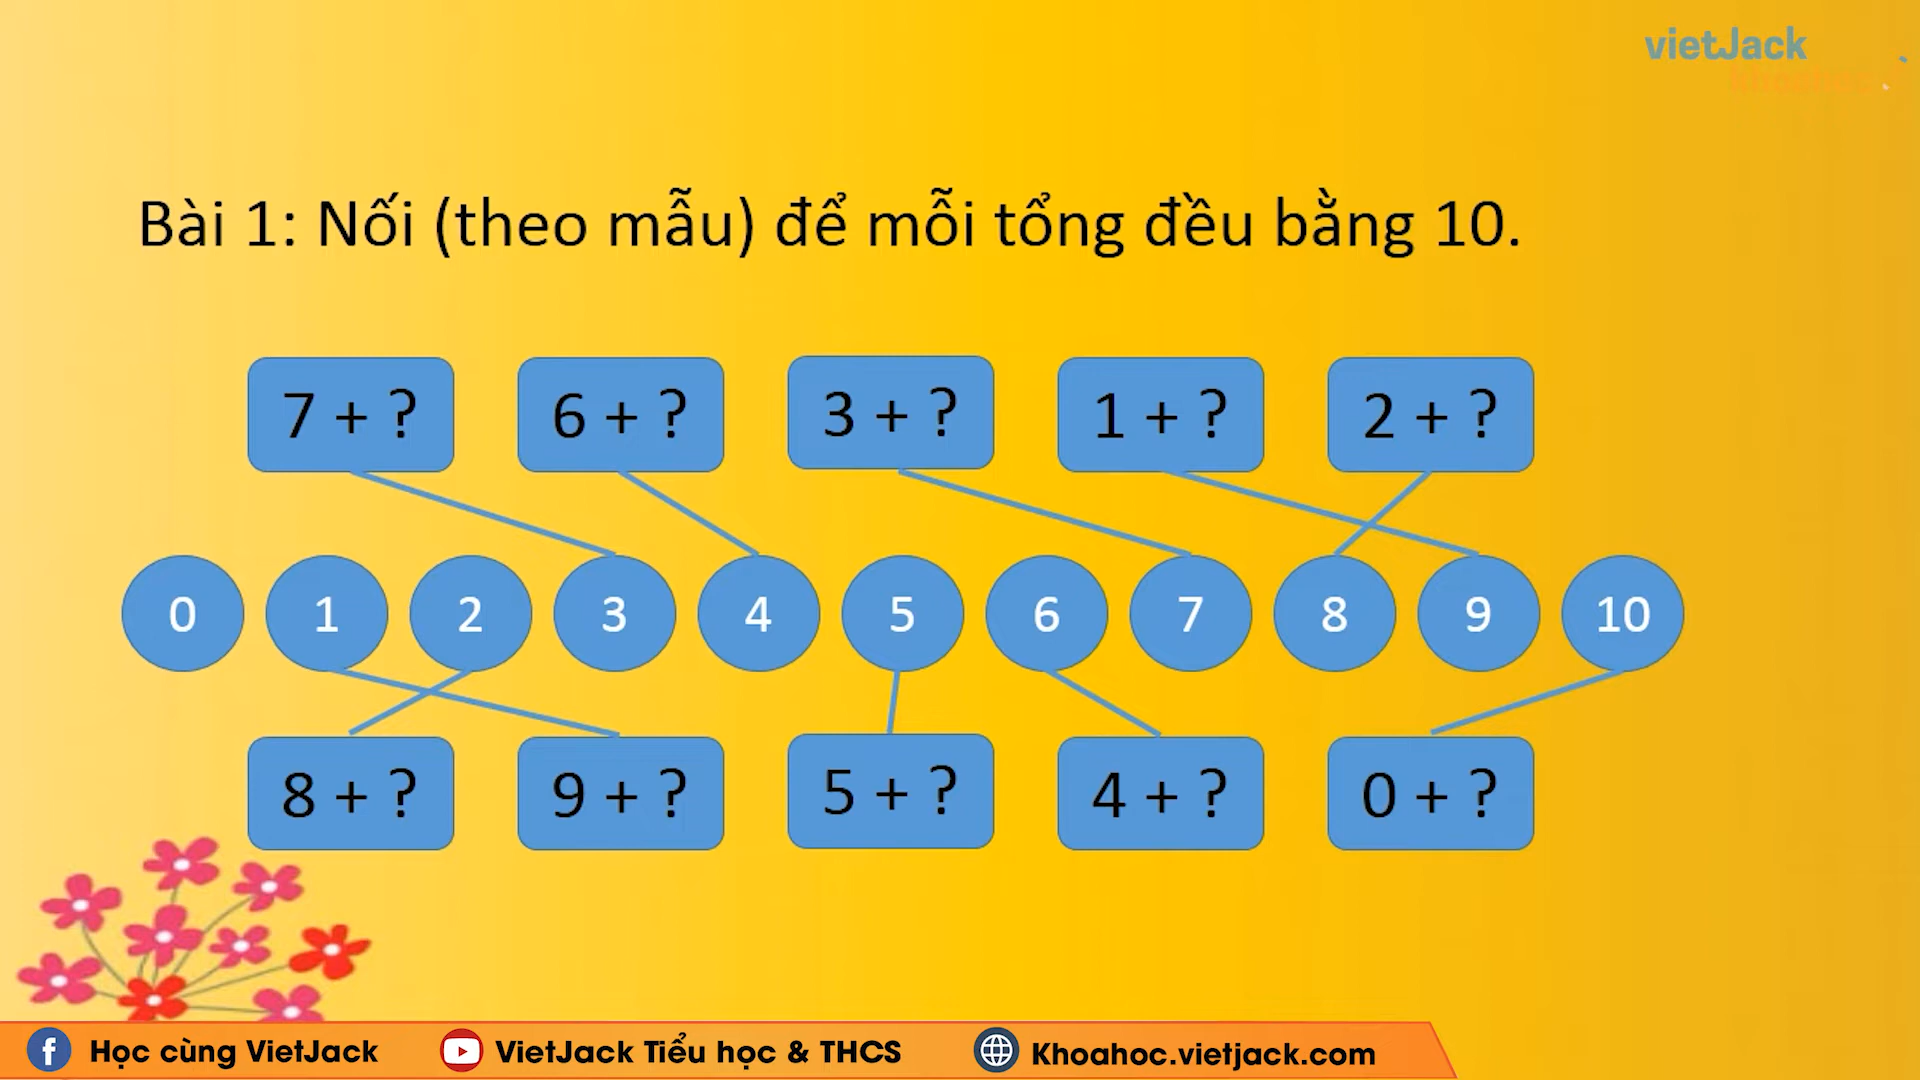 vietJack
Bài 1: Nối (theo mẫu) để mỗi tổng đều bằng 10.
7 + ? 6 + ? 3 + ? 1 + ? 2 + ?
0 1 2 3 4 5 6 7 8 9 10
8 + ? 9 + ? 5 + ? 4 + ? 0 + ?
Học cùng VietJack VietJack Tiểu học & THCS Khoahoc.vietjack.com